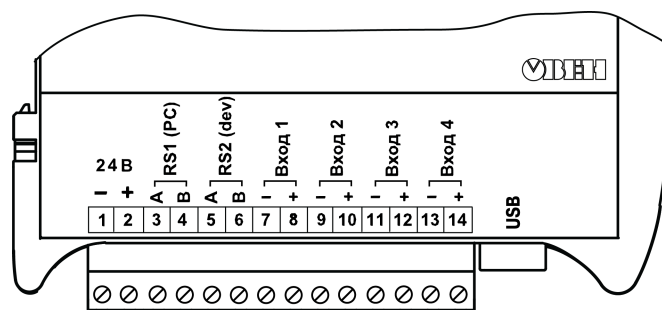 ОВЕН
24В
RS1 (PC)
RS2 (dev)
Вход 1
Вход 2
Вход 3
Вход 4
– + A B A B – + – + – + – +
1 2 3 4 5 6 7 8 9 10 11 12 13 14
USB